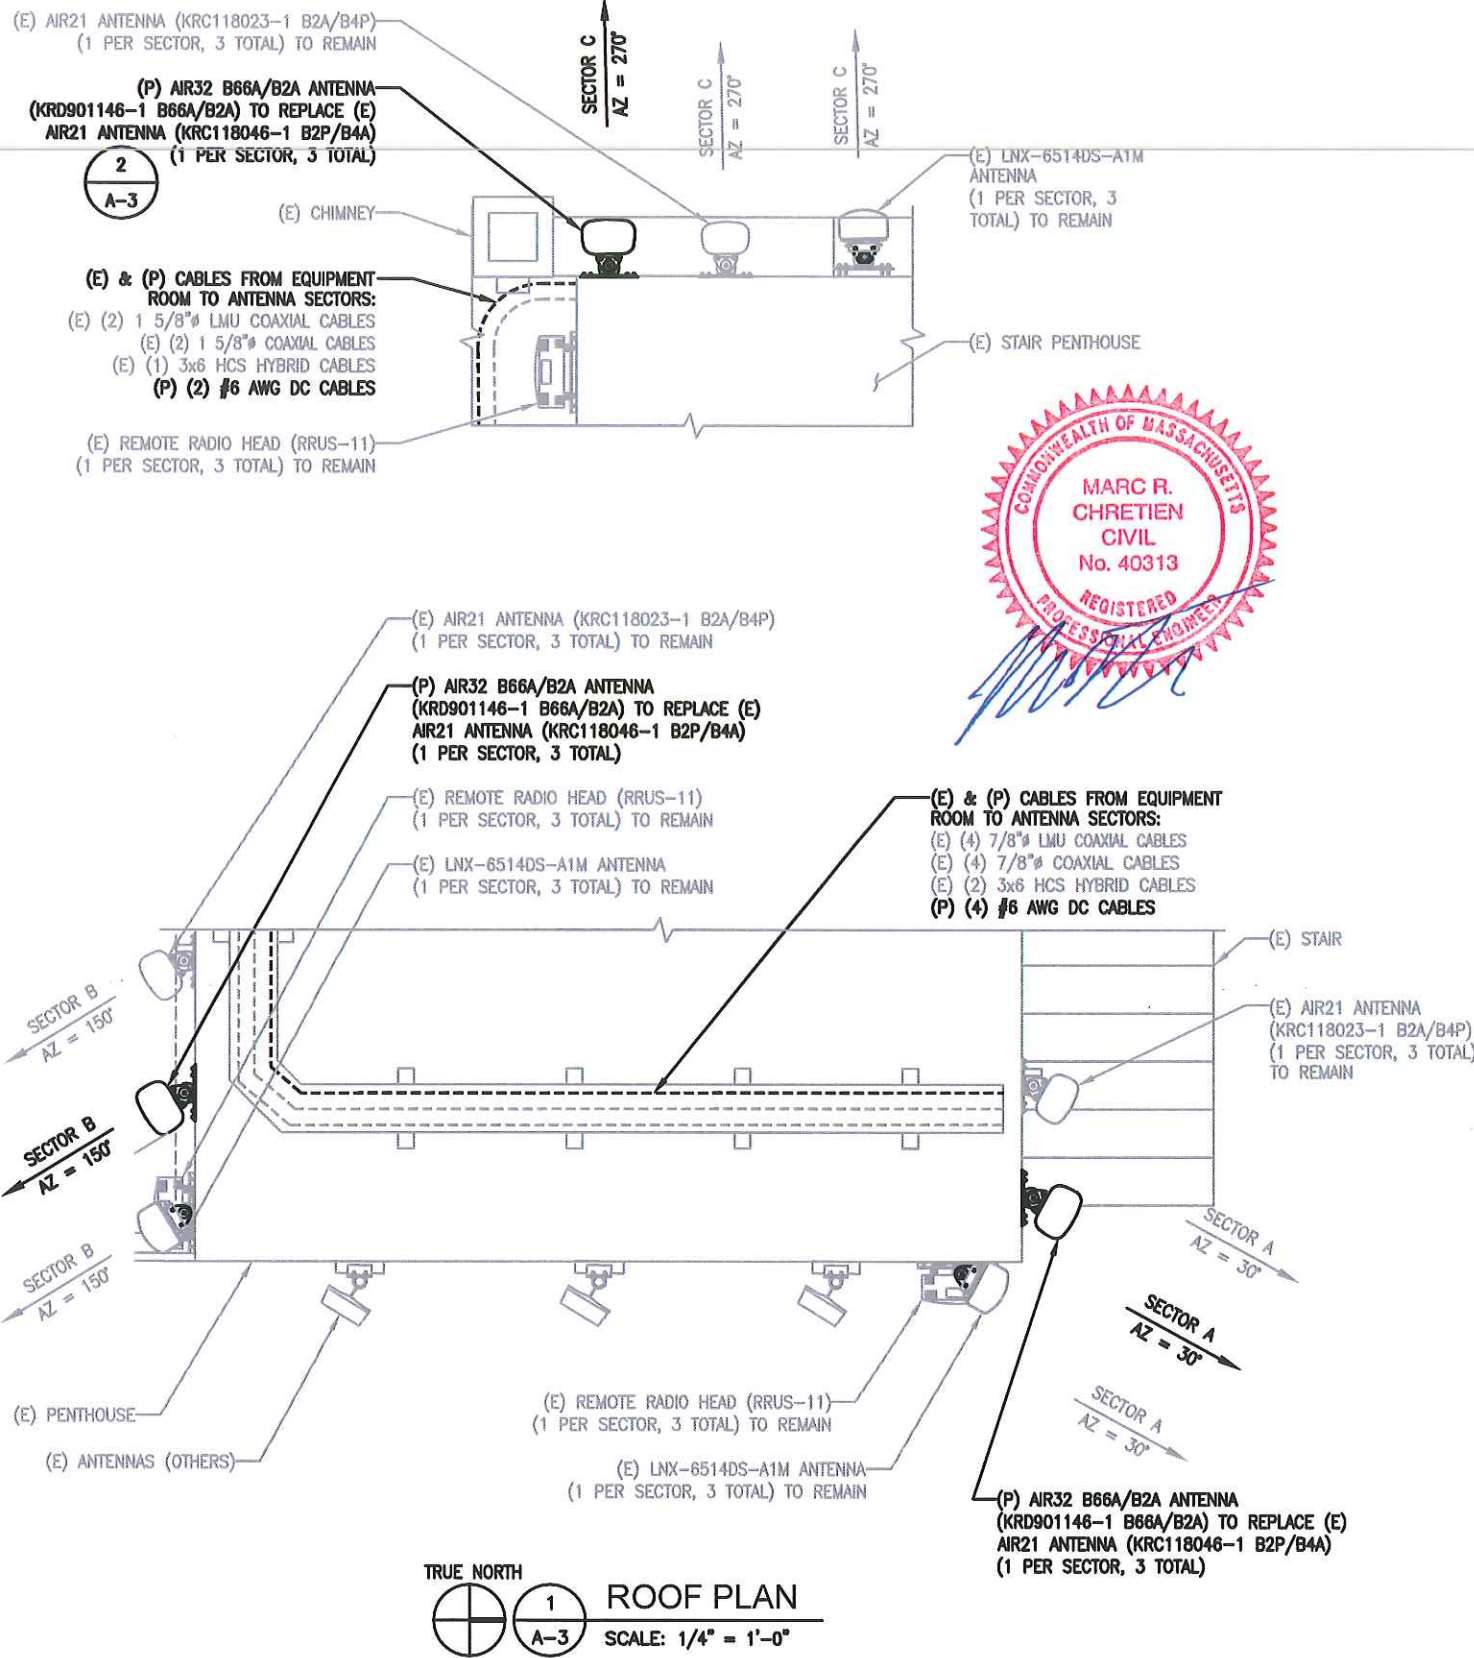 (E) AIR21 ANTENNA (KRC118023-1 B2A/B4P)
(1 PER SECTOR, 3 TOTAL) TO REMAIN
(P) AIR32 B66A/B2A ANTENNA
(KRD901146-1 B66A/B2A) TO REPLACE (E)
AIR21 ANTENNA (KRC118046-1 B2P/B4A)
(1 PER SECTOR, 3 TOTAL)
2
A-3
SECTOR C
AZ = 270°
SECTOR C
AZ = 270°
SECTOR C
AZ = 270°
(E) LNX-6514DS-A1M
ANTENNA
(1 PER SECTOR, 3
TOTAL) TO REMAIN
(E) CHIMNEY
(E) & (P) CABLES FROM EQUIPMENT
ROOM TO ANTENNA SECTORS:
(E) (2) 1 5/8"ø LMU COAXIAL CABLES
(E) (2) 1 5/8"ø COAXIAL CABLES
(E) (1) 3x6 HCS HYBRID CABLES
(P) (2) #6 AWG DC CABLES
(E) STAIR PENTHOUSE
(E) REMOTE RADIO HEAD (RRUS-11)
(1 PER SECTOR, 3 TOTAL) TO REMAIN
COMMONWEALTH OF MASSACHUSETTS
MARC R.
CHRETIEN
CIVIL
No. 40313
REGISTERED
PROFESSIONAL ENGINEER
(E) AIR21 ANTENNA (KRC118023-1 B2A/B4P)
(1 PER SECTOR, 3 TOTAL) TO REMAIN
(P) AIR32 B66A/B2A ANTENNA
(KRD901146-1 B66A/B2A) TO REPLACE (E)
AIR21 ANTENNA (KRC118046-1 B2P/B4A)
(1 PER SECTOR, 3 TOTAL)
(E) REMOTE RADIO HEAD (RRUS-11)
(1 PER SECTOR, 3 TOTAL) TO REMAIN
(E) LNX-6514DS-A1M ANTENNA
(1 PER SECTOR, 3 TOTAL) TO REMAIN
(E) & (P) CABLES FROM EQUIPMENT
ROOM TO ANTENNA SECTORS:
(E) (4) 7/8"ø LMU COAXIAL CABLES
(E) (4) 7/8"ø COAXIAL CABLES
(E) (2) 3x6 HCS HYBRID CABLES
(P) (4) #6 AWG DC CABLES
(E) STAIR
(E) AIR21 ANTENNA
(KRC118023-1 B2A/B4P)
(1 PER SECTOR, 3 TOTAL)
TO REMAIN
SECTOR B
AZ = 150°
SECTOR B
AZ = 150°
SECTOR B
AZ = 150°
SECTOR A
AZ = 30°
SECTOR A
AZ = 30°
SECTOR A
AZ = 30°
(E) PENTHOUSE
(E) ANTENNAS (OTHERS)
(E) REMOTE RADIO HEAD (RRUS-11)
(1 PER SECTOR, 3 TOTAL) TO REMAIN
(E) LNX-6514DS-A1M ANTENNA
(1 PER SECTOR, 3 TOTAL) TO REMAIN
(P) AIR32 B66A/B2A ANTENNA
(KRD901146-1 B66A/B2A) TO REPLACE (E)
AIR21 ANTENNA (KRC118046-1 B2P/B4A)
(1 PER SECTOR, 3 TOTAL)
TRUE NORTH
1
A-3
ROOF PLAN
SCALE: 1/4" = 1'-0"